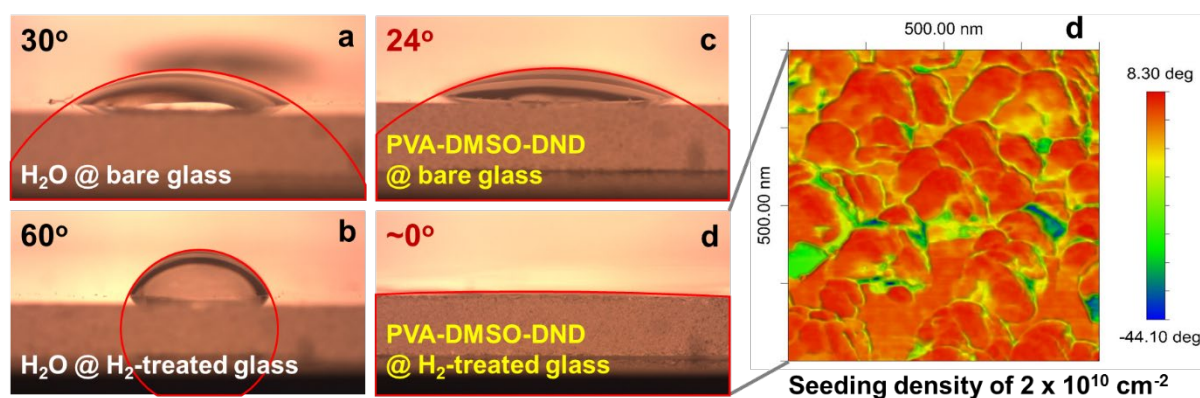 30° a
H₂O @ bare glass
24° c
PVA-DMSO-DND
@ bare glass
60° b
H₂O @ H₂-treated glass
~0° d
PVA-DMSO-DND
@ H₂-treated glass
500.00 nm d
500.00 nm
8.30 deg
-44.10 deg
Seeding density of 2 x 10¹⁰ cm⁻²